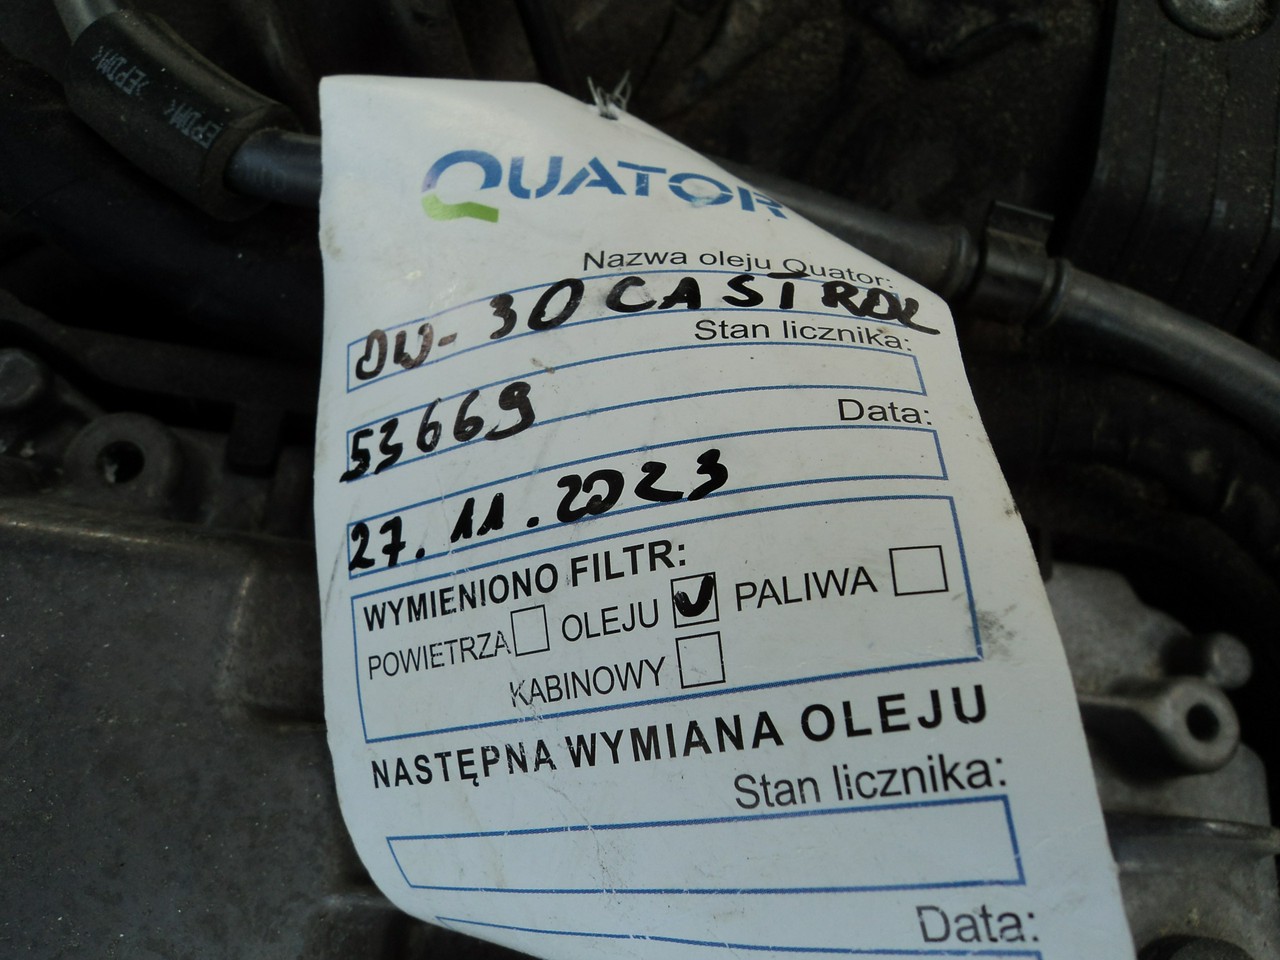 QUATOR
Nazwa oleju Quator:
0W-30 CASTROL
Stan licznika:
53669
Data:
27.11.2023
WYMIENIONO FILTR:
POWIETRZA OLEJU PALIWA
KABINOWY
NASTĘPNA WYMIANA OLEJU
Stan licznika:
Data: